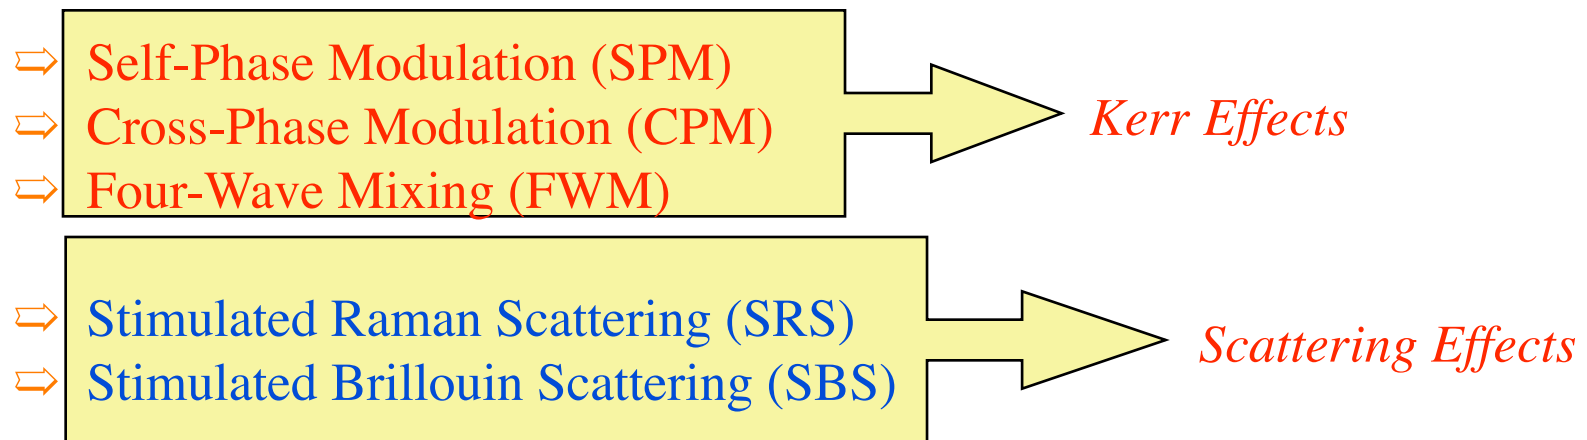 ⇨ Self-Phase Modulation (SPM)
⇨ Cross-Phase Modulation (CPM)
⇨ Four-Wave Mixing (FWM)
Kerr Effects
⇨ Stimulated Raman Scattering (SRS)
⇨ Stimulated Brillouin Scattering (SBS)
Scattering Effects